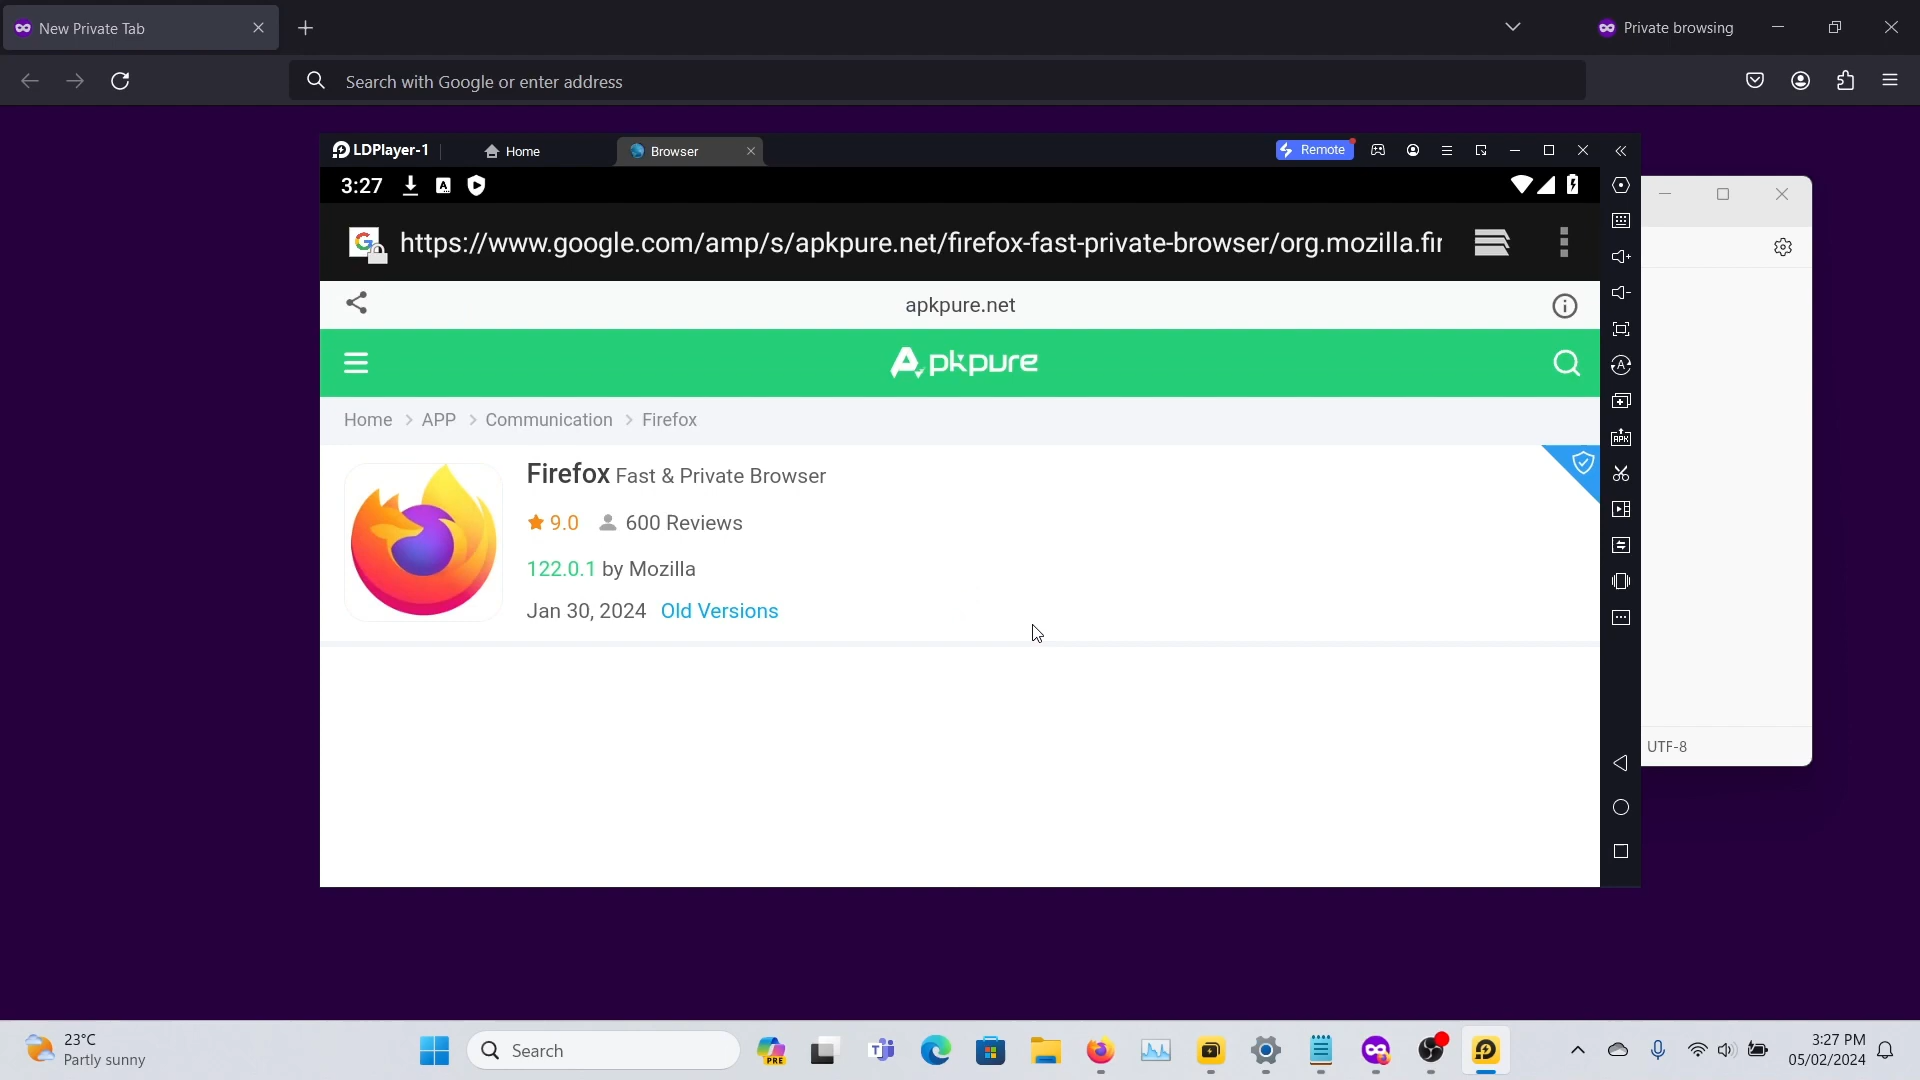 New Private Tab
Private browsing
Search with Google or enter address
LDPlayer-1
Home
Browser
Remote
3:27
A
https://www.google.com/amp/s/apkpure.net/firefox-fast-private-browser/org.mozilla.fir
apkpure.net
Apkpure
Home > APP > Communication > Firefox
Firefox Fast & Private Browser
9.0 600 Reviews
122.0.1 by Mozilla
Jan 30, 2024 Old Versions
APK
UTF-8
23°C
Partly sunny
Search
PRE
3:27 PM
05/02/2024